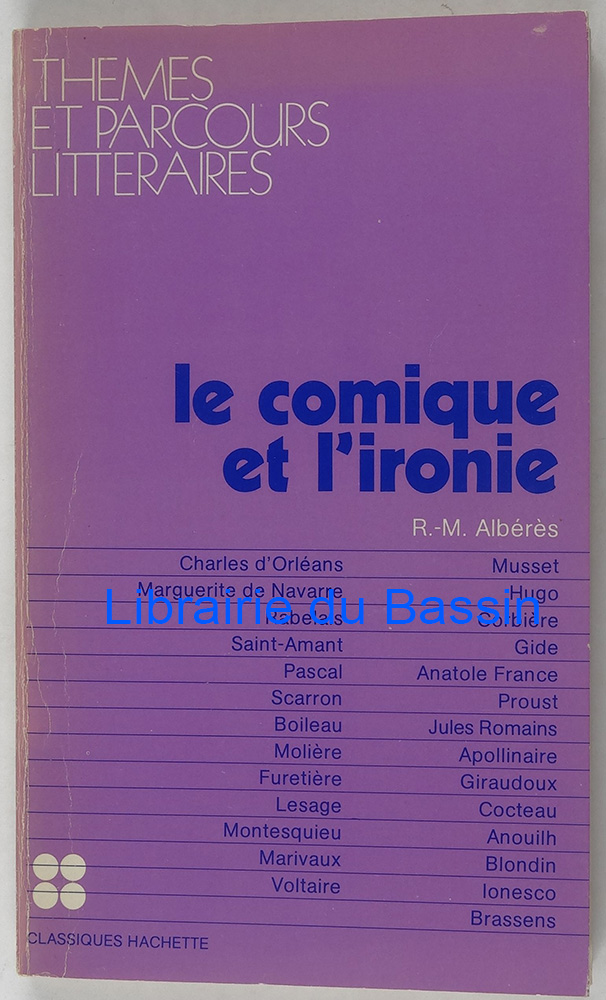 THEMES
ET PARCOURS
LITTERAIRES
le comique
et l'ironie
R.-M. Albérès
Charles d'Orléans
Marguerite de Navarre
Rabelais
Saint-Amant
Pascal
Scarron
Boileau
Molière
Furetière
Lesage
Montesquieu
Marivaux
Voltaire
Musset
Hugo
Corbière
Gide
Anatole France
Proust
Jules Romains
Apollinaire
Giraudoux
Cocteau
Anouilh
Blondin
Ionesco
Brassens
Librairie du Bassin
CLASSIQUES HACHETTE